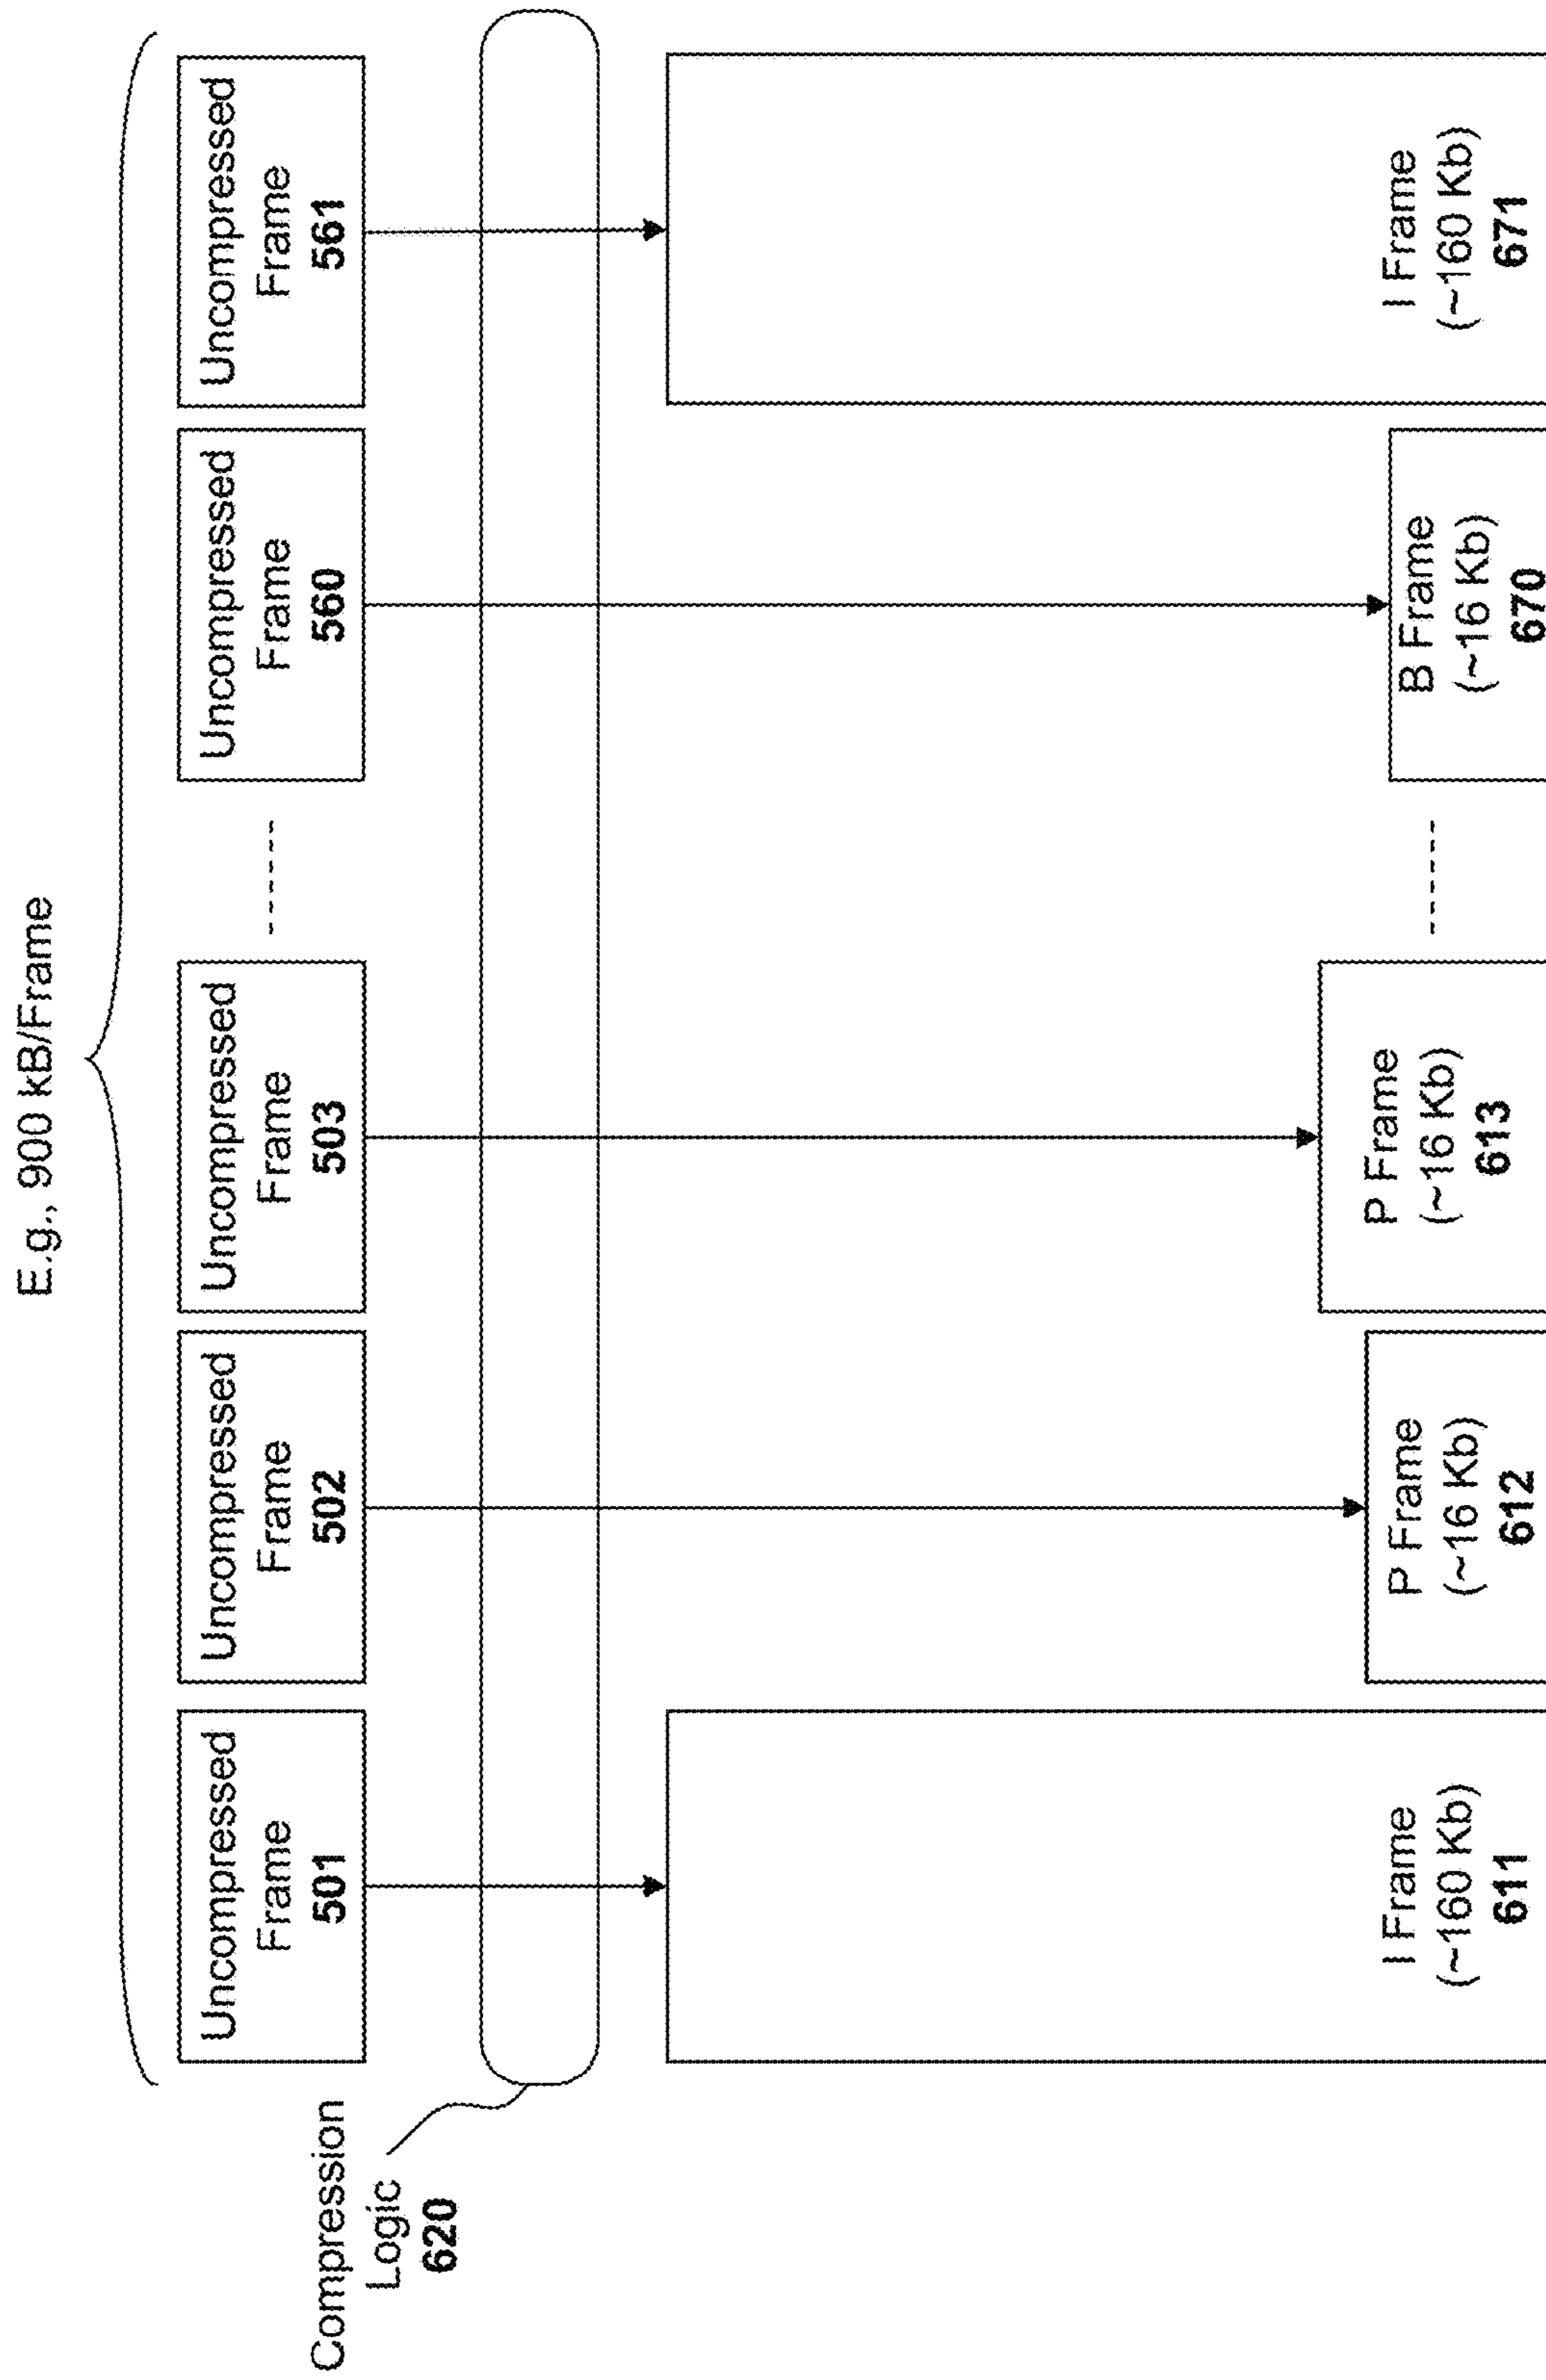 E.g., 900 kB/Frame
Uncompressed
Frame
501
Uncompressed
Frame
502
Uncompressed
Frame
503
Uncompressed
Frame
560
Uncompressed
Frame
561
Compression
Logic
620
I Frame
(~160 Kb)
611
P Frame
(~16 Kb)
612
P Frame
(~16 Kb)
613
B Frame
(~16 Kb)
670
I Frame
(~160 Kb)
671